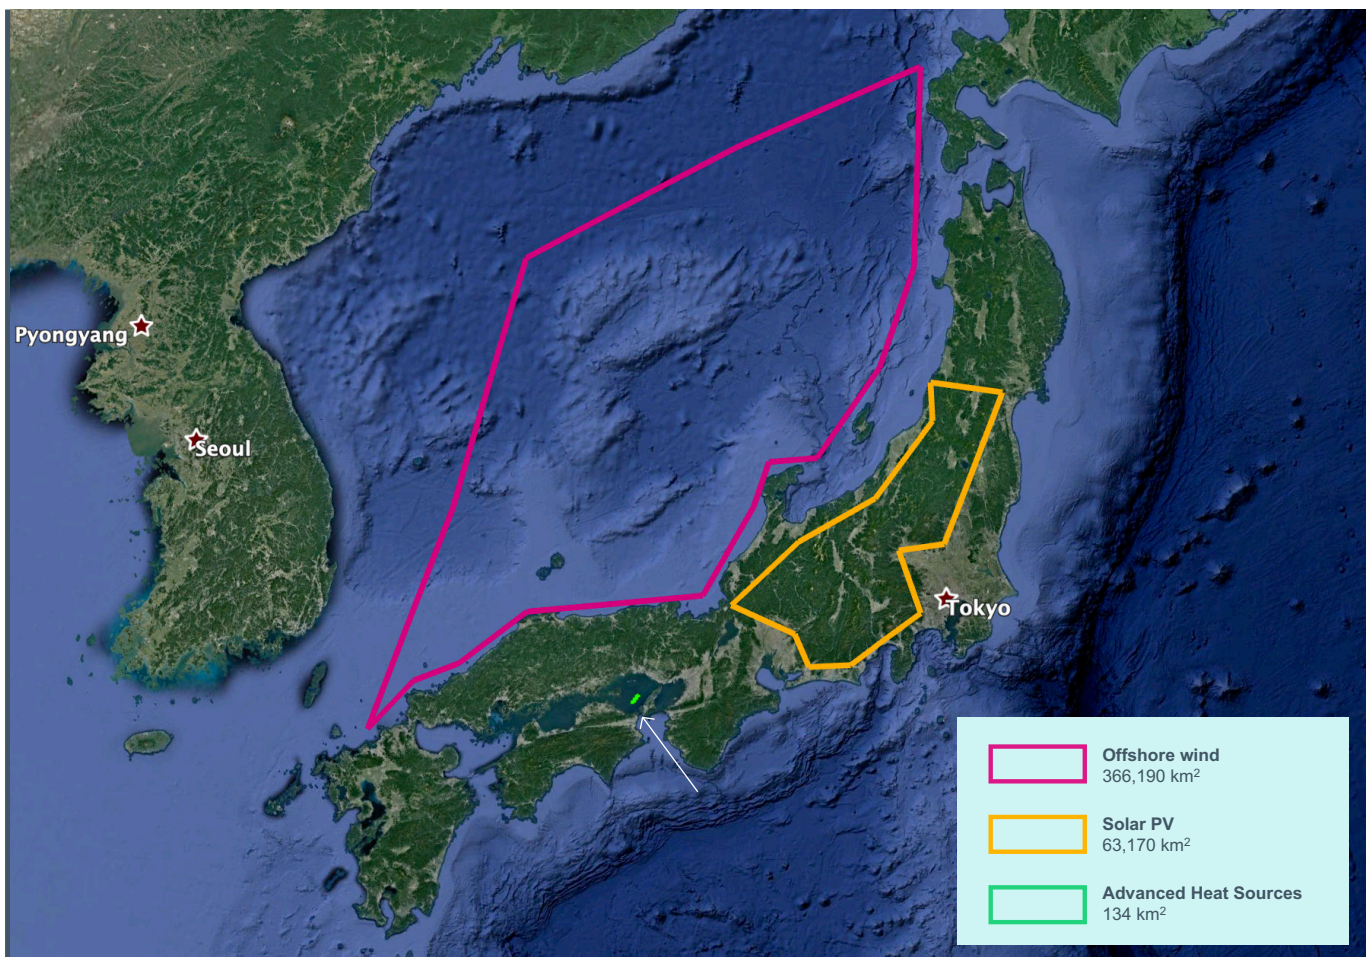 Pyongyang
Seoul
Tokyo
Offshore wind
366,190 km²
Solar PV
63,170 km²
Advanced Heat Sources
134 km²